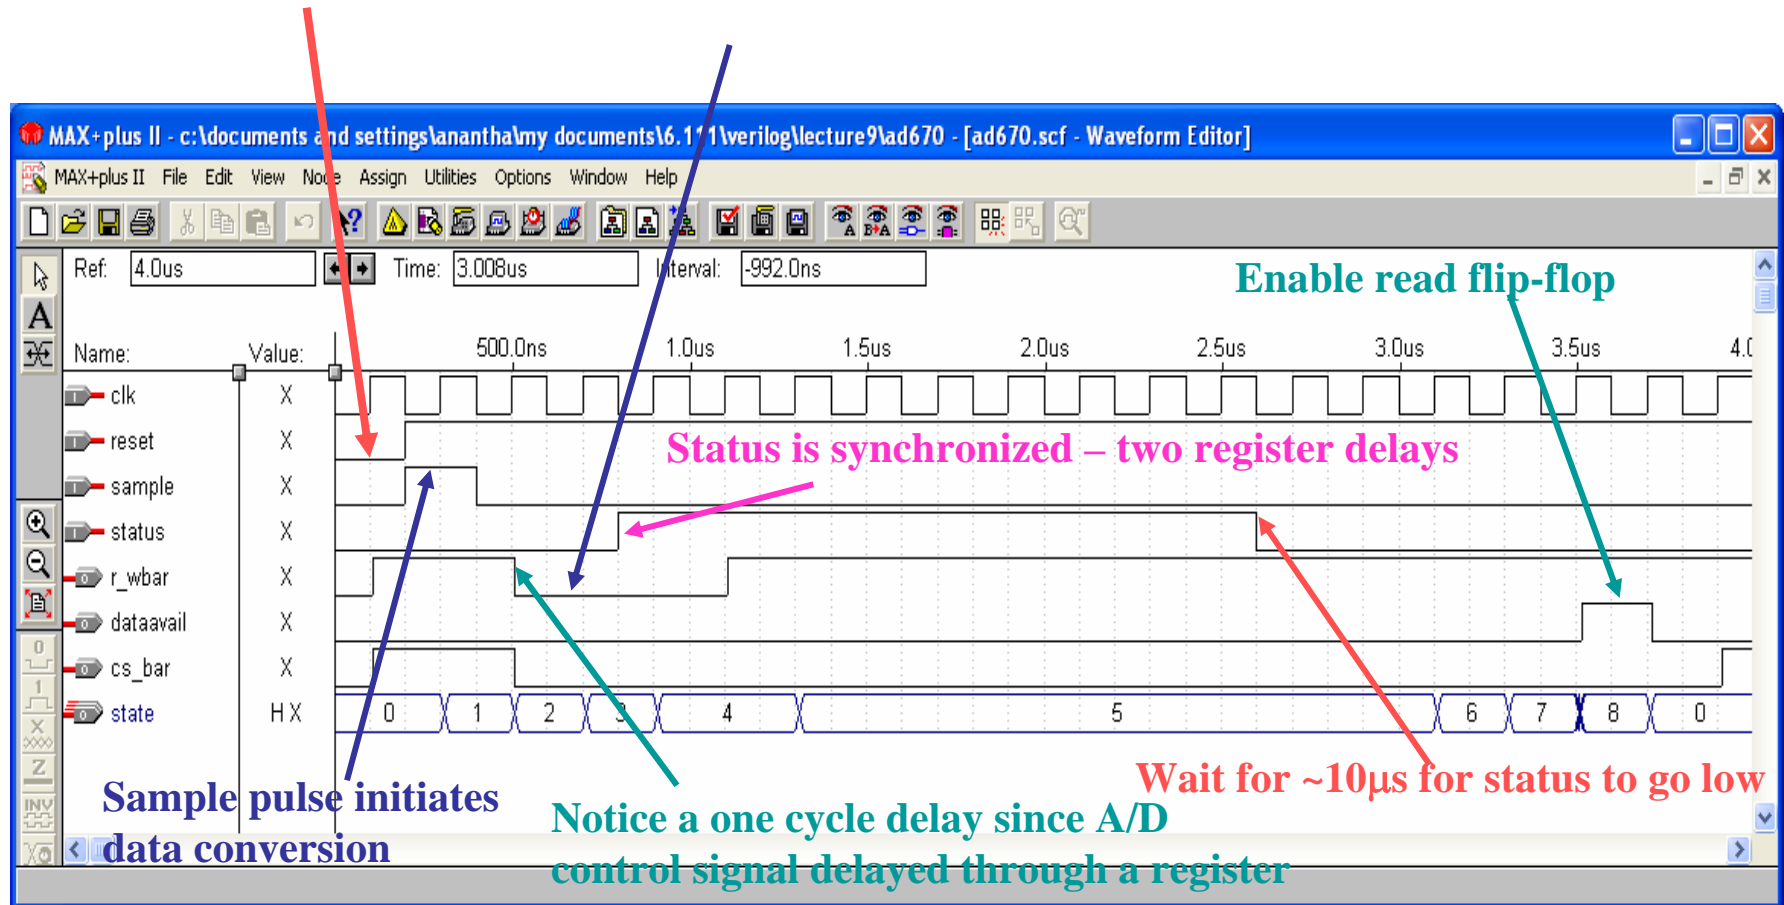 MAX+plus II - c:\documents and settings\anantha\my documents\6.111\verilog\lecture9\ad670 - [ad670.scf - Waveform Editor]
MAX+plus II File Edit View Node Assign Utilities Options Window Help
Ref: 4.0us Time: 3.008us Interval: -992.0ns
Enable read flip-flop
Name: Value: 500.0ns 1.0us 1.5us 2.0us 2.5us 3.0us 3.5us 4.0
clk X
reset X
Status is synchronized – two register delays
sample X
status X
r_wbar X
dataavail X
cs_bar X
state H X 0 1 2 3 4 5 6 7 8 0
Wait for ~10μs for status to go low
Sample pulse initiates
data conversion
Notice a one cycle delay since A/D
control signal delayed through a register